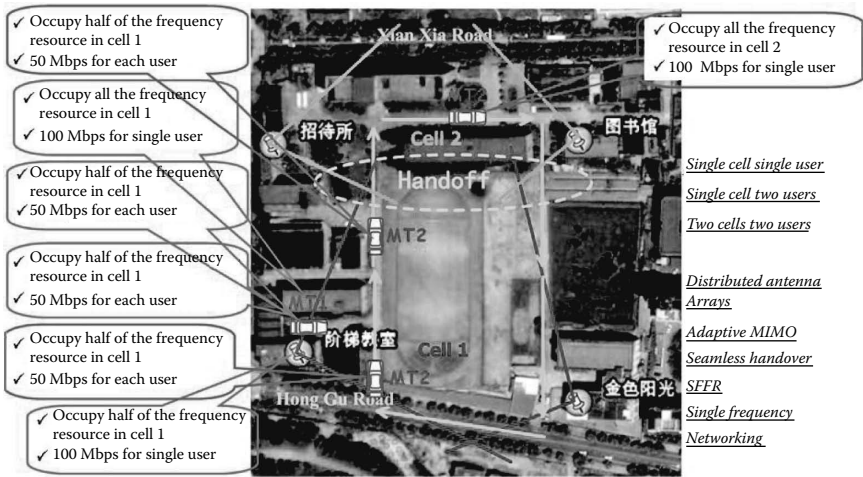 ✓ Occupy half of the frequency
resource in cell 1
✓ 50 Mbps for each user
✓ Occupy all the frequency
resource in cell 1
✓ 100 Mbps for single user
✓ Occupy half of the frequency
resource in cell 1
✓ 50 Mbps for each user
✓ Occupy half of the frequency
resource in cell 1
✓ 50 Mbps for each user
✓ Occupy half of the frequency
resource in cell 1
✓ 50 Mbps for each user
✓ Occupy half of the frequency
resource in cell 1
✓ 100 Mbps for single user
Xian Xia Road
✓ Occupy all the frequency
resource in cell 2
✓ 100 Mbps for single user
MT2
招待所
Cell 2
图书馆
Handoff
MT2
MT1
阶梯教室
Cell 1
MT2
金色阳光
Hong Gu Road
Single cell single user
Single cell two users
Two cells two users
Distributed antenna
Arrays
Adaptive MIMO
Seamless handover
SFFR
Single frequency
Networking